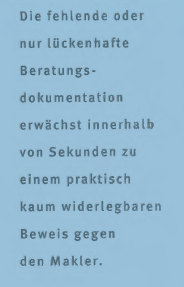 Die fehlende oder
nur lückenhafte
Beratungs-
dokumentation
erwächst innerhalb
von Sekunden zu
einem praktisch
kaum widerlegbaren
Beweis gegen
den Makler.